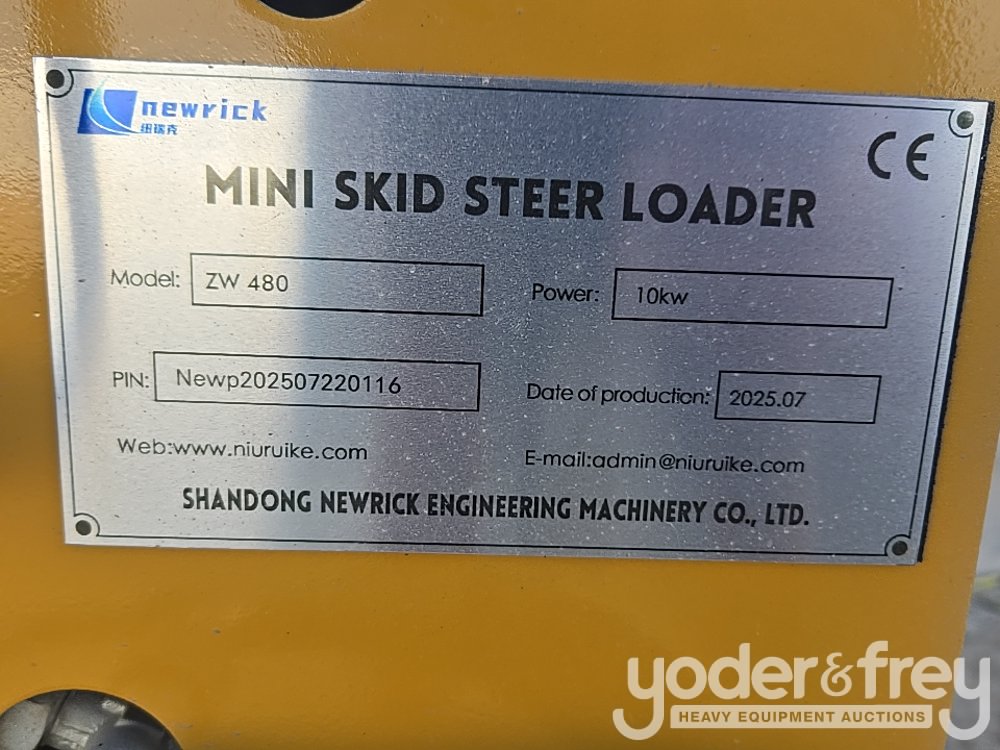 newrick
纽瑞克
CE
MINI SKID STEER LOADER
Model: ZW 480
Power: 10kw
PIN: Newp202507220116
Date of production: 2025.07
Web:www.niuruike.com
E-mail:admin@niuruike.com
SHANDONG NEWRICK ENGINEERING MACHINERY CO., LTD.
yoder&frey
HEAVY EQUIPMENT AUCTIONS